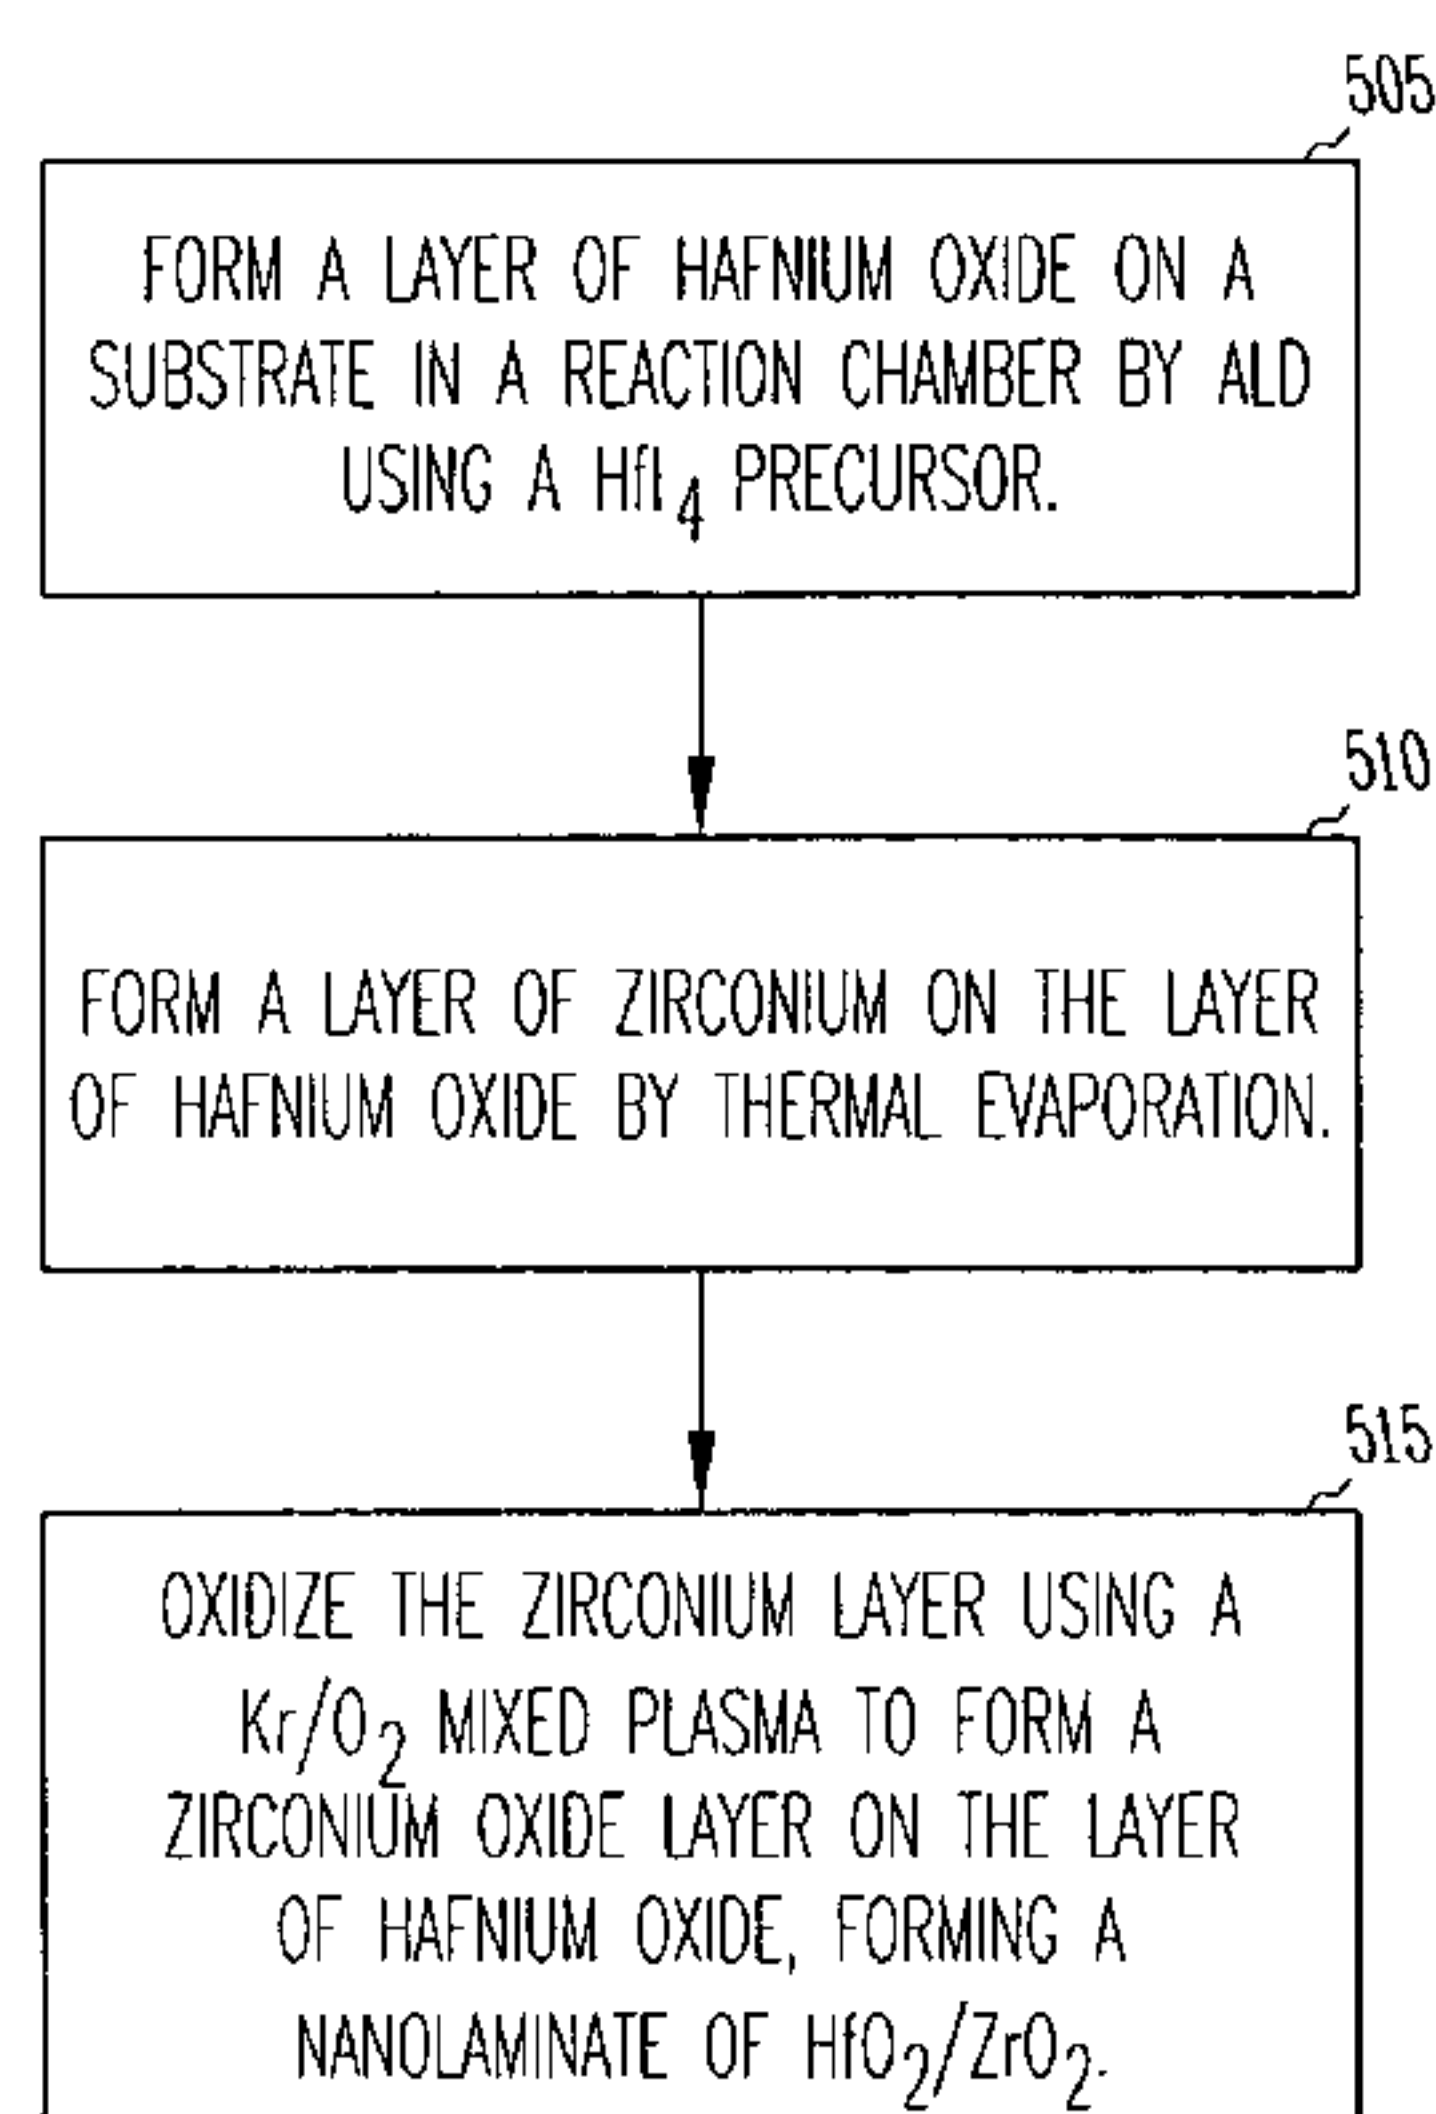 505
FORM A LAYER OF HAFNIUM OXIDE ON A
SUBSTRATE IN A REACTION CHAMBER BY ALD
USING A HfI₄ PRECURSOR.
510
FORM A LAYER OF ZIRCONIUM ON THE LAYER
OF HAFNIUM OXIDE BY THERMAL EVAPORATION.
515
OXIDIZE THE ZIRCONIUM LAYER USING A
Kr/O₂ MIXED PLASMA TO FORM A
ZIRCONIUM OXIDE LAYER ON THE LAYER
OF HAFNIUM OXIDE, FORMING A
NANOLAMINATE OF HfO₂/ZrO₂.